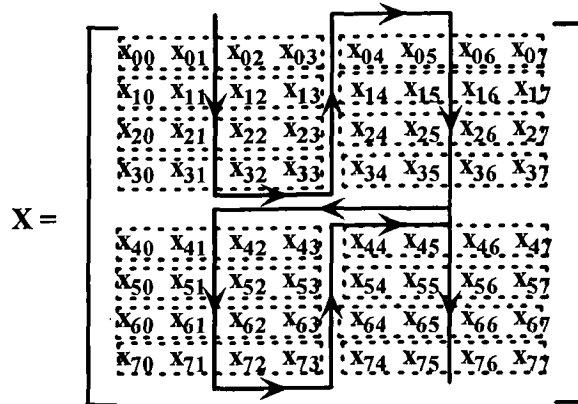 x₀₀ x₀₁ x₀₂ x₀₃ x₀₄ x₀₅ x₀₆ x₀₇
x₁₀ x₁₁ x₁₂ x₁₃ x₁₄ x₁₅ x₁₆ x₁₇
x₂₀ x₂₁ x₂₂ x₂₃ x₂₄ x₂₅ x₂₆ x₂₇
x₃₀ x₃₁ x₃₂ x₃₃ x₃₄ x₃₅ x₃₆ x₃₇
X =
x₄₀ x₄₁ x₄₂ x₄₃ x₄₄ x₄₅ x₄₆ x₄₇
x₅₀ x₅₁ x₅₂ x₅₃ x₅₄ x₅₅ x₅₆ x₅₇
x₆₀ x₆₁ x₆₂ x₆₃ x₆₄ x₆₅ x₆₆ x₆₇
x₇₀ x₇₁ x₇₂ x₇₃ x₇₄ x₇₅ x₇₆ x₇₇